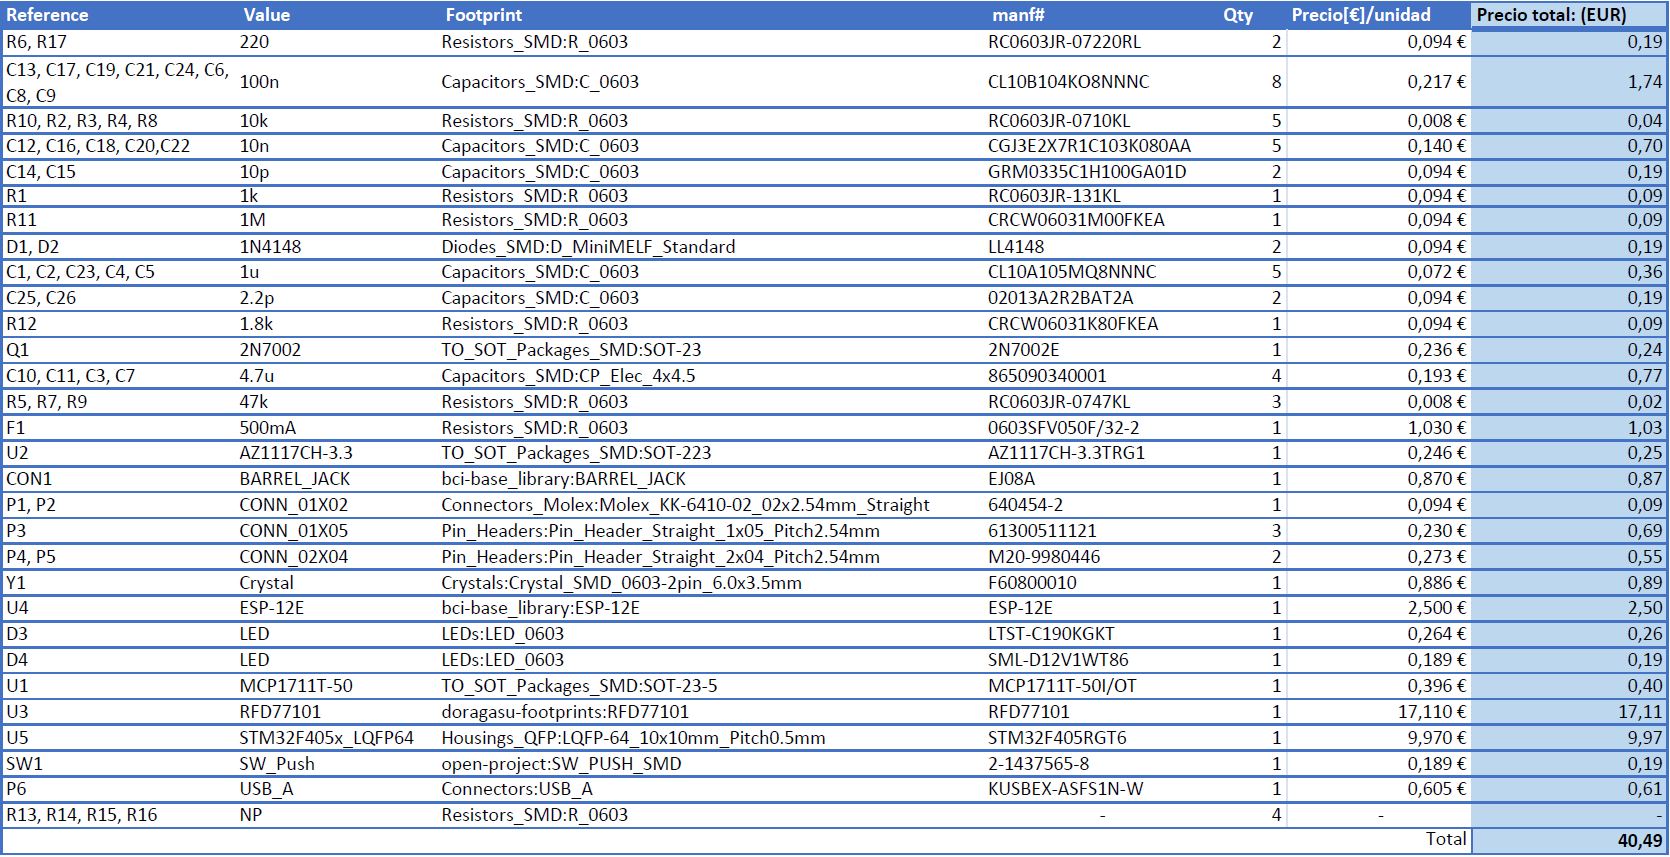 Reference Value Footprint manf# Qty Precio[€]/unidad Precio total: (EUR)
R6, R17 220 Resistors_SMD:R_0603 RC0603JR-07220RL 2 0,094 € 0,19
C13, C17, C19, C21, C24, C6,
C8, C9 100n Capacitors_SMD:C_0603 CL10B104KO8NNNC 8 0,217 € 1,74
R10, R2, R3, R4, R8 10k Resistors_SMD:R_0603 RC0603JR-0710KL 5 0,008 € 0,04
C12, C16, C18, C20,C22 10n Capacitors_SMD:C_0603 CGJ3E2X7R1C103K080AA 5 0,140 € 0,70
C14, C15 10p Capacitors_SMD:C_0603 GRM0335C1H100GA01D 2 0,094 € 0,19
R1 1k Resistors_SMD:R_0603 RC0603JR-131KL 1 0,094 € 0,09
R11 1M Resistors_SMD:R_0603 CRCW06031M00FKEA 1 0,094 € 0,09
D1, D2 1N4148 Diodes_SMD:D_MiniMELF_Standard LL4148 2 0,094 € 0,19
C1, C2, C23, C4, C5 1u Capacitors_SMD:C_0603 CL10A105MQ8NNNC 5 0,072 € 0,36
C25, C26 2.2p Capacitors_SMD:C_0603 02013A2R2BAT2A 2 0,094 € 0,19
R12 1.8k Resistors_SMD:R_0603 CRCW06031K80FKEA 1 0,094 € 0,09
Q1 2N7002 TO_SOT_Packages_SMD:SOT-23 2N7002E 1 0,236 € 0,24
C10, C11, C3, C7 4.7u Capacitors_SMD:CP_Elec_4x4.5 865090340001 4 0,193 € 0,77
R5, R7, R9 47k Resistors_SMD:R_0603 RC0603JR-0747KL 3 0,008 € 0,02
F1 500mA Resistors_SMD:R_0603 0603SFV050F/32-2 1 1,030 € 1,03
U2 AZ1117CH-3.3 TO_SOT_Packages_SMD:SOT-223 AZ1117CH-3.3TRG1 1 0,246 € 0,25
CON1 BARREL_JACK bci-base_library:BARREL_JACK EJ08A 1 0,870 € 0,87
P1, P2 CONN_01X02 Connectors_Molex:Molex_KK-6410-02_02x2.54mm_Straight 640454-2 1 0,094 € 0,09
P3 CONN_01X05 Pin_Headers:Pin_Header_Straight_1x05_Pitch2.54mm 61300511121 3 0,230 € 0,69
P4, P5 CONN_02X04 Pin_Headers:Pin_Header_Straight_2x04_Pitch2.54mm M20-9980446 2 0,273 € 0,55
Y1 Crystal Crystals:Crystal_SMD_0603-2pin_6.0x3.5mm F60800010 1 0,886 € 0,89
U4 ESP-12E bci-base_library:ESP-12E ESP-12E 1 2,500 € 2,50
D3 LED LEDs:LED_0603 LTST-C190KGKT 1 0,264 € 0,26
D4 LED LEDs:LED_0603 SML-D12V1WT86 1 0,189 € 0,19
U1 MCP1711T-50 TO_SOT_Packages_SMD:SOT-23-5 MCP1711T-50I/OT 1 0,396 € 0,40
U3 RFD77101 doragasu-footprints:RFD77101 RFD77101 1 17,110 € 17,11
U5 STM32F405x_LQFP64 Housings_QFP:LQFP-64_10x10mm_Pitch0.5mm STM32F405RGT6 1 9,970 € 9,97
SW1 SW_Push open-project:SW_PUSH_SMD 2-1437565-8 1 0,189 € 0,19
P6 USB_A Connectors:USB_A KUSBEX-ASFS1N-W 1 0,605 € 0,61
R13, R14, R15, R16 NP Resistors_SMD:R_0603 - 4 - -
Total 40,49